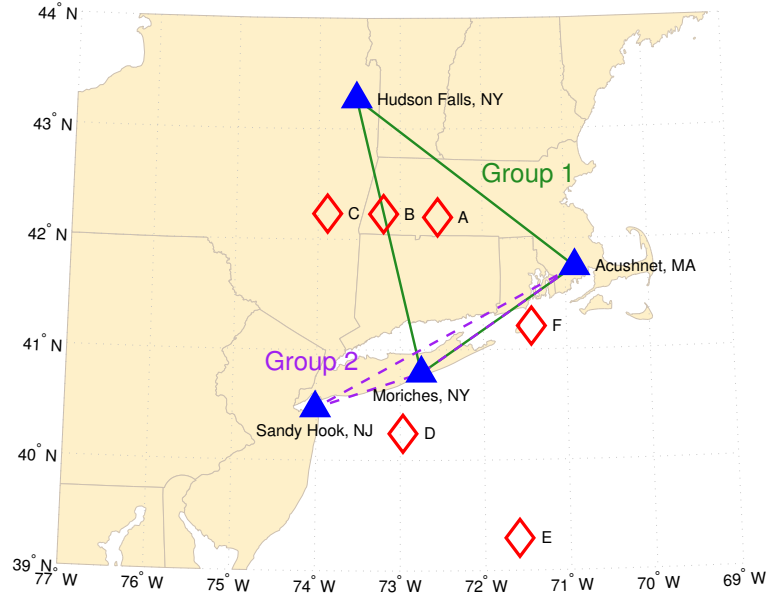 44° N
Hudson Falls, NY
43° N
Group 1
C
B
A
42° N
Acushnet, MA
F
41° N
Group 2
Moriches, NY
Sandy Hook, NJ
D
40° N
E
39° N
77° W
76° W
75° W
74° W
73° W
72° W
71° W
70° W
69° W